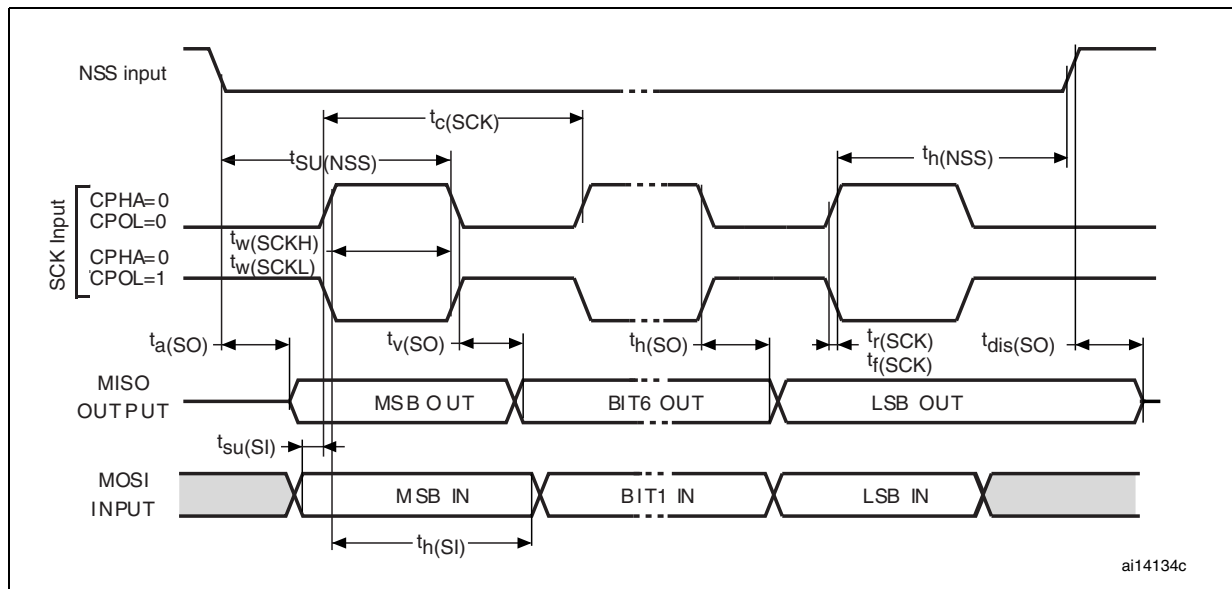 NSS input
tc(SCK)
tSU(NSS)
th(NSS)
SCK Input
CPHA=0
CPOL=0
tw(SCKH)
CPHA=0
tw(SCKL)
CPOL=1
ta(SO)
tv(SO)
th(SO)
tr(SCK)
tf(SCK)
tdis(SO)
MISO
OUTPUT
MSB OUT
BIT6 OUT
LSB OUT
tsu(SI)
MOSI
INPUT
MSB IN
BIT1 IN
LSB IN
th(SI)
ai14134c